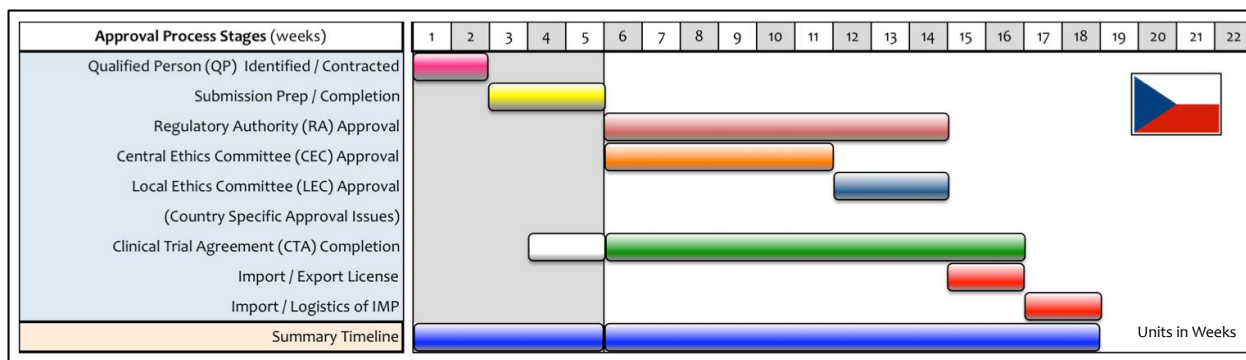 Approval Process Stages (weeks) 1 2 3 4 5 6 7 8 9 10 11 12 13 14 15 16 17 18 19 20 21 22
Qualified Person (QP) Identified / Contracted
Submission Prep / Completion
Regulatory Authority (RA) Approval
Central Ethics Committee (CEC) Approval
Local Ethics Committee (LEC) Approval
(Country Specific Approval Issues)
Clinical Trial Agreement (CTA) Completion
Import / Export License
Import / Logistics of IMP
Summary Timeline Units in Weeks